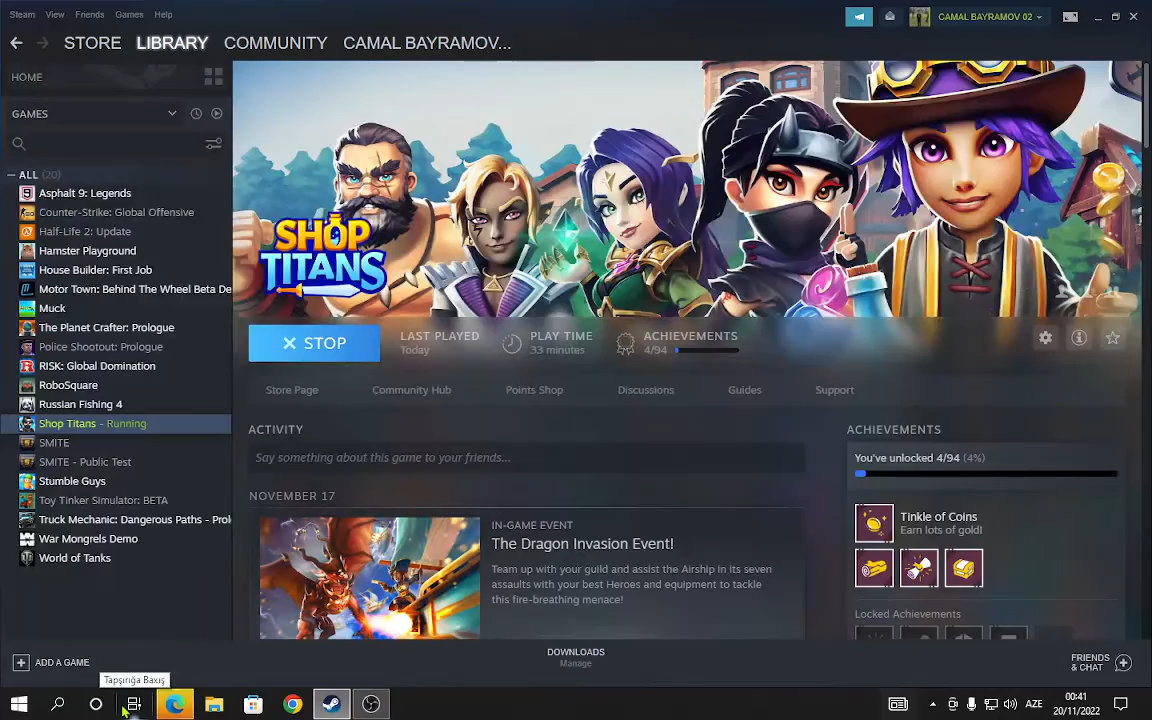 Steam View Friends Games Help
CAMAL BAYRAMOV 02
STORE LIBRARY COMMUNITY CAMAL BAYRAMOV...
HOME
GAMES
ALL (20)
Asphalt 9: Legends
Counter-Strike: Global Offensive
Half-Life 2: Update
Hamster Playground
House Builder: First Job
Motor Town: Behind The Wheel Beta De
Muck
The Planet Crafter: Prologue
Police Shootout: Prologue
RISK: Global Domination
RoboSquare
Russian Fishing 4
Shop Titans - Running
SMITE
SMITE - Public Test
Stumble Guys
Toy Tinker Simulator: BETA
Truck Mechanic: Dangerous Paths - Prol
War Mongrels Demo
World of Tanks
SHOP
TITANS
STOP
LAST PLAYED
Today
PLAY TIME
33 minutes
ACHIEVEMENTS
4/94
Store Page Community Hub Points Shop Discussions Guides Support
ACTIVITY
Say something about this game to your friends...
NOVEMBER 17
IN-GAME EVENT
The Dragon Invasion Event!
Team up with your guild and assist the Airship in its seven
assaults with your best Heroes and equipment to tackle
this fire-breathing menace!
ACHIEVEMENTS
You've unlocked 4/94 (4%)
Tinkle of Coins
Earn lots of gold!
Locked Achievements
ADD A GAME
DOWNLOADS
Manage
FRIENDS
& CHAT
Tapşırığa Baxış
AZE
00:41
20/11/2022